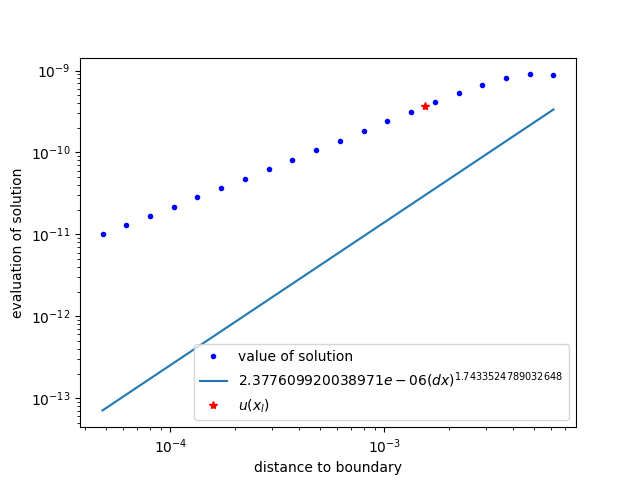 10^{-9}
10^{-10}
10^{-11}
10^{-12}
10^{-13}
evaluation of solution
value of solution
2.377609920038971e − 06(dx)^{1.7433524789032648}
u(x_I)
10^{-4}
10^{-3}
distance to boundary